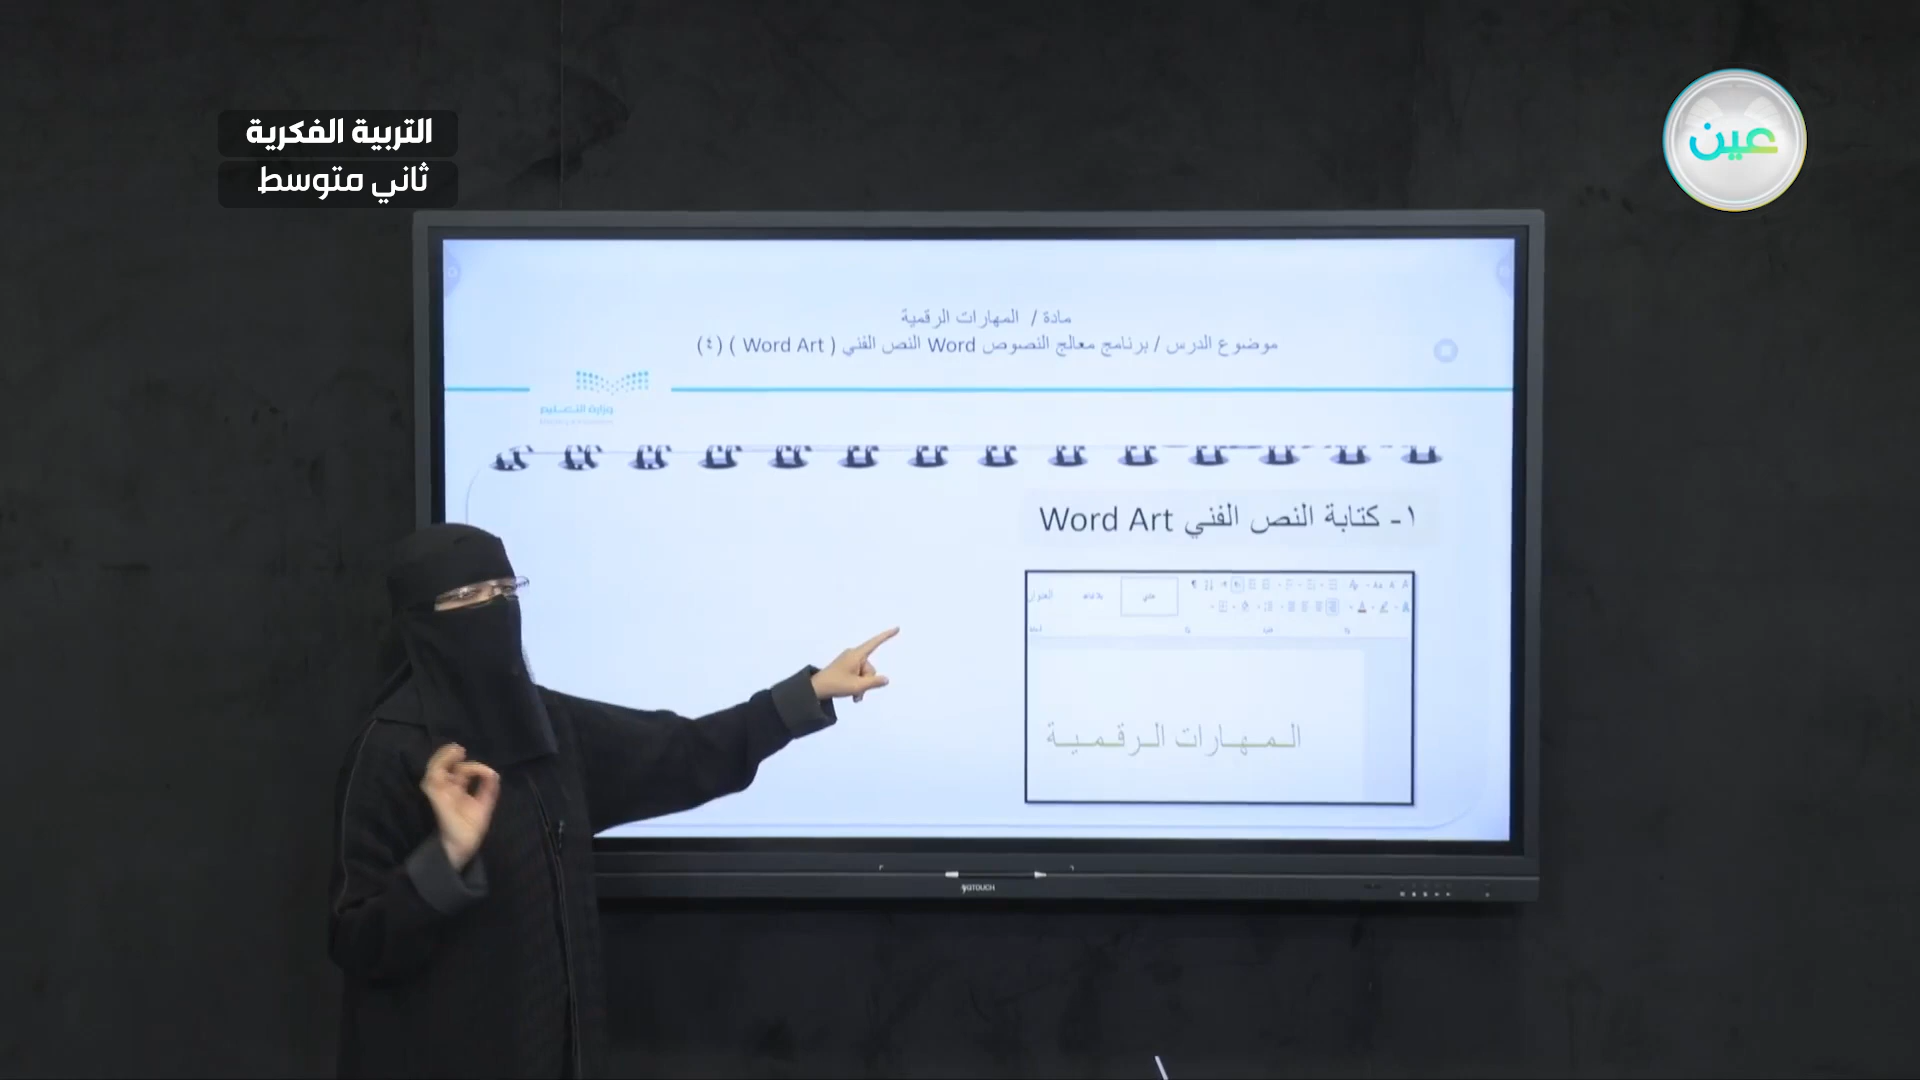 التربية الفكرية
ثاني متوسط
عين
مادة / المهارات الرقمية
موضوع الدرس / برنامج معالج النصوص Word النص الفني ( Word Art ) (٤)
وزارة التعليم
١- كتابة النص الفني Word Art
العنوان
المهارات الرقمية